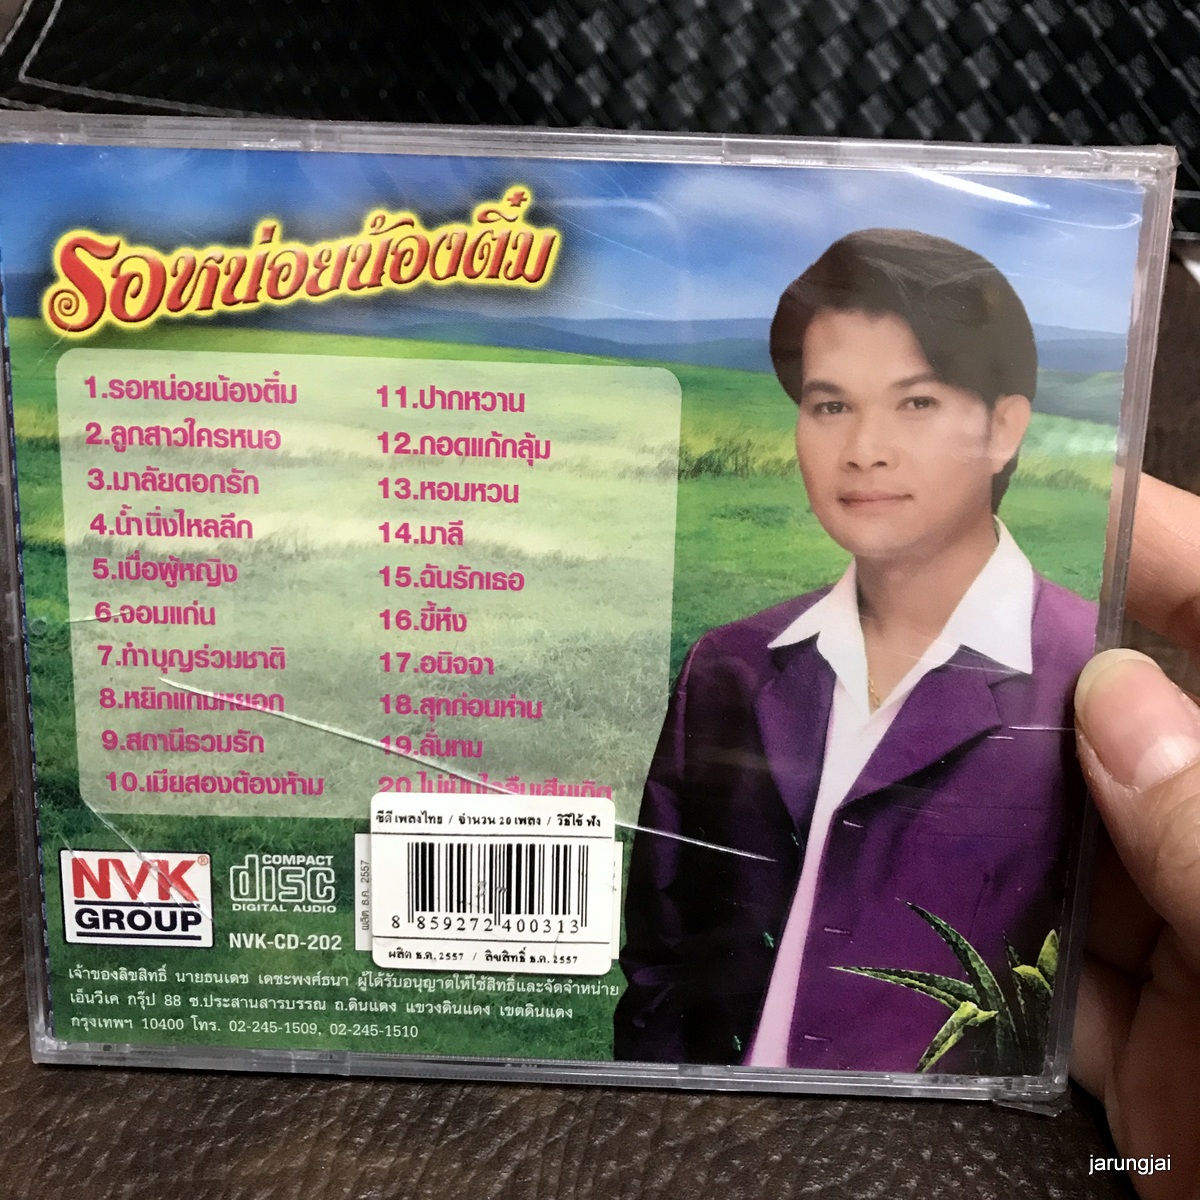 รอหน่อยน้องติ๋ม
1.รอหน่อยน้องติ๋ม
2.ลูกสาวใครหนอ
3.มาลัยดอกรัก
4.น้ำนิ่งไหลลึก
5.เบื่อผู้หญิง
6.จอมแก่น
7.ทำบุญร่วมชาติ
8.หยิกแกมหยอก
9.สถานีรวมรัก
10.เมียสองต้องห้าม
11.ปากหวาน
12.กอดแก้กลุ้ม
13.หอมหวน
14.มาลี
15.ฉันรักเธอ
16.ขี้หึง
17.อนิจจา
18.สุกก่อนห่าม
19.ลั่นทม
20.
ซีดีเพลงไทย / จำนวน 20 เพลง / วิธีใช้ ฟัง
8 859272 400313
ผลิต ธ.ค. 2557 / ลิขสิทธิ์ ธ.ค. 2557
ผลิต ธ.ค. 2557
NVK®
GROUP
COMPACT
disc
DIGITAL AUDIO
NVK-CD-202
เจ้าของลิขสิทธิ์ นายธนเดช เดชะพงศ์ธนา ผู้ได้รับอนุญาตให้ใช้สิทธิ์และจัดจำหน่าย
เอ็นวีเค กรุ๊ป 88 ซ.ประสานสารบรรณ ถ.ดินแดง แขวงดินแดง เขตดินแดง
กรุงเทพฯ 10400 โทร. 02-245-1509, 02-245-1510
jarungjai